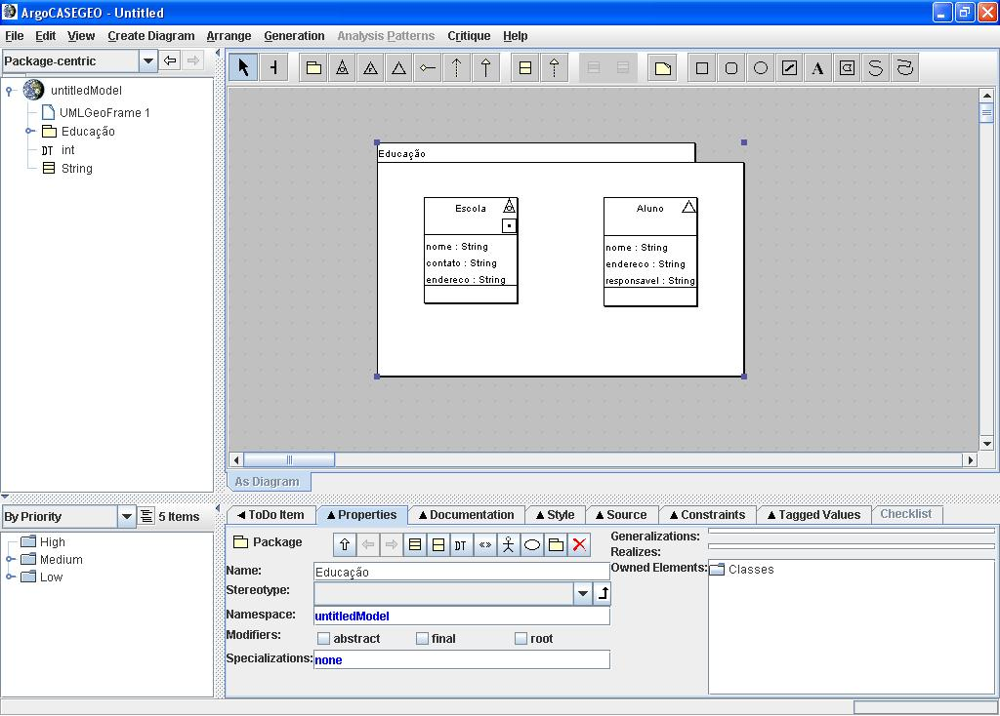 ArgoCASEGEO - Untitled
File Edit View Create Diagram Arrange Generation Analysis Patterns Critique Help
Package-centric
untitledModel
UMLGeoFrame 1
Educação
DT int
String
A
Educação
Escola
nome : String
contato : String
endereco : String
Aluno
nome : String
endereco : String
responsavel : String
As Diagram
By Priority 5 Items
High
Medium
Low
ToDo Item Properties Documentation Style Source Constraints Tagged Values Checklist
Package DT «»
Name: Educação
Stereotype:
Namespace: untitledModel
Modifiers: abstract final root
Specializations: none
Generalizations:
Realizes:
Owned Elements: Classes